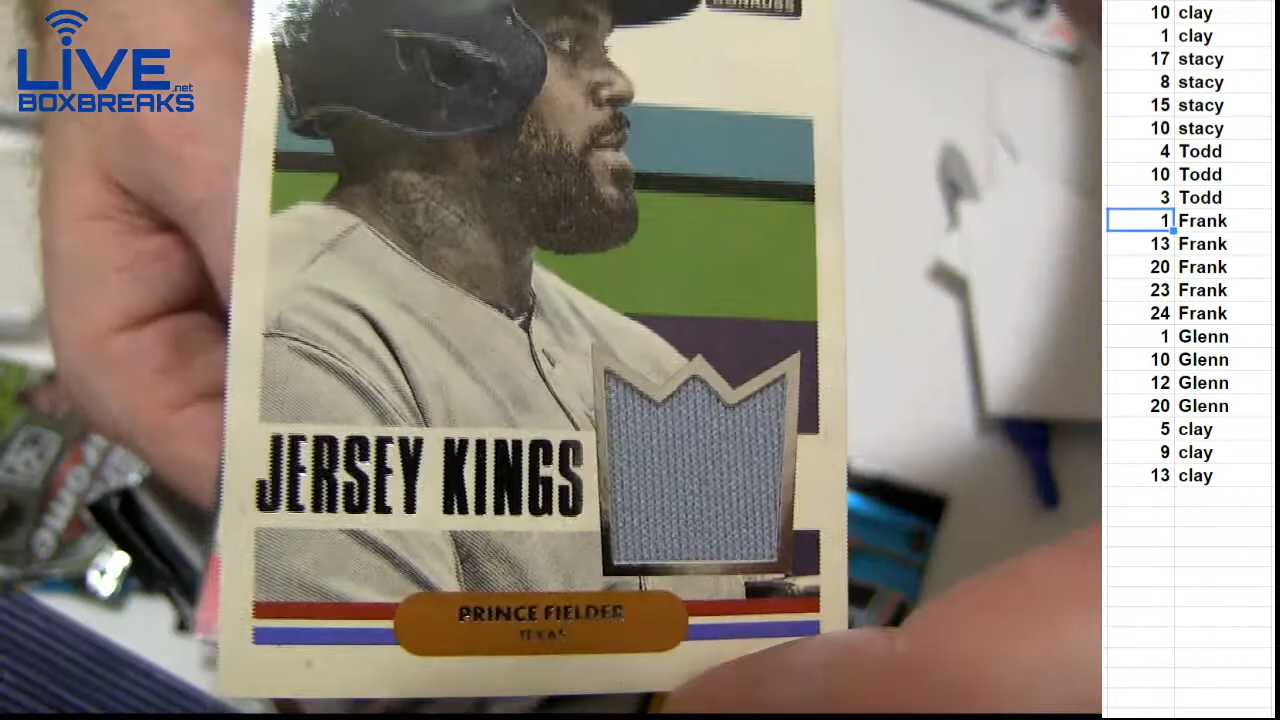 LIVE
.net
BOXBREAKS
DONRUSS
JERSEY KINGS
PRINCE FIELDER
TEXAS
10 clay
1 clay
17 stacy
8 stacy
15 stacy
10 stacy
4 Todd
10 Todd
3 Todd
1 Frank
13 Frank
20 Frank
23 Frank
24 Frank
1 Glenn
10 Glenn
12 Glenn
20 Glenn
5 clay
9 clay
13 clay